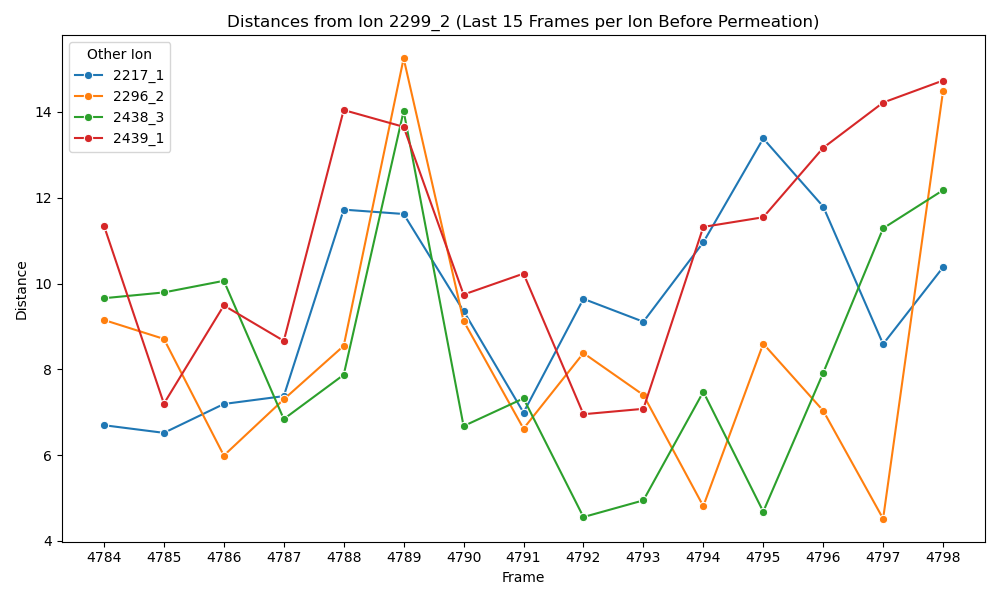 Distances from Ion 2299_2 (Last 15 Frames per Ion Before Permeation)
Other Ion
2217_1
2296_2
2438_3
2439_1
Distance
14
12
10
8
6
4
4784 4785 4786 4787 4788 4789 4790 4791 4792 4793 4794 4795 4796 4797 4798
Frame